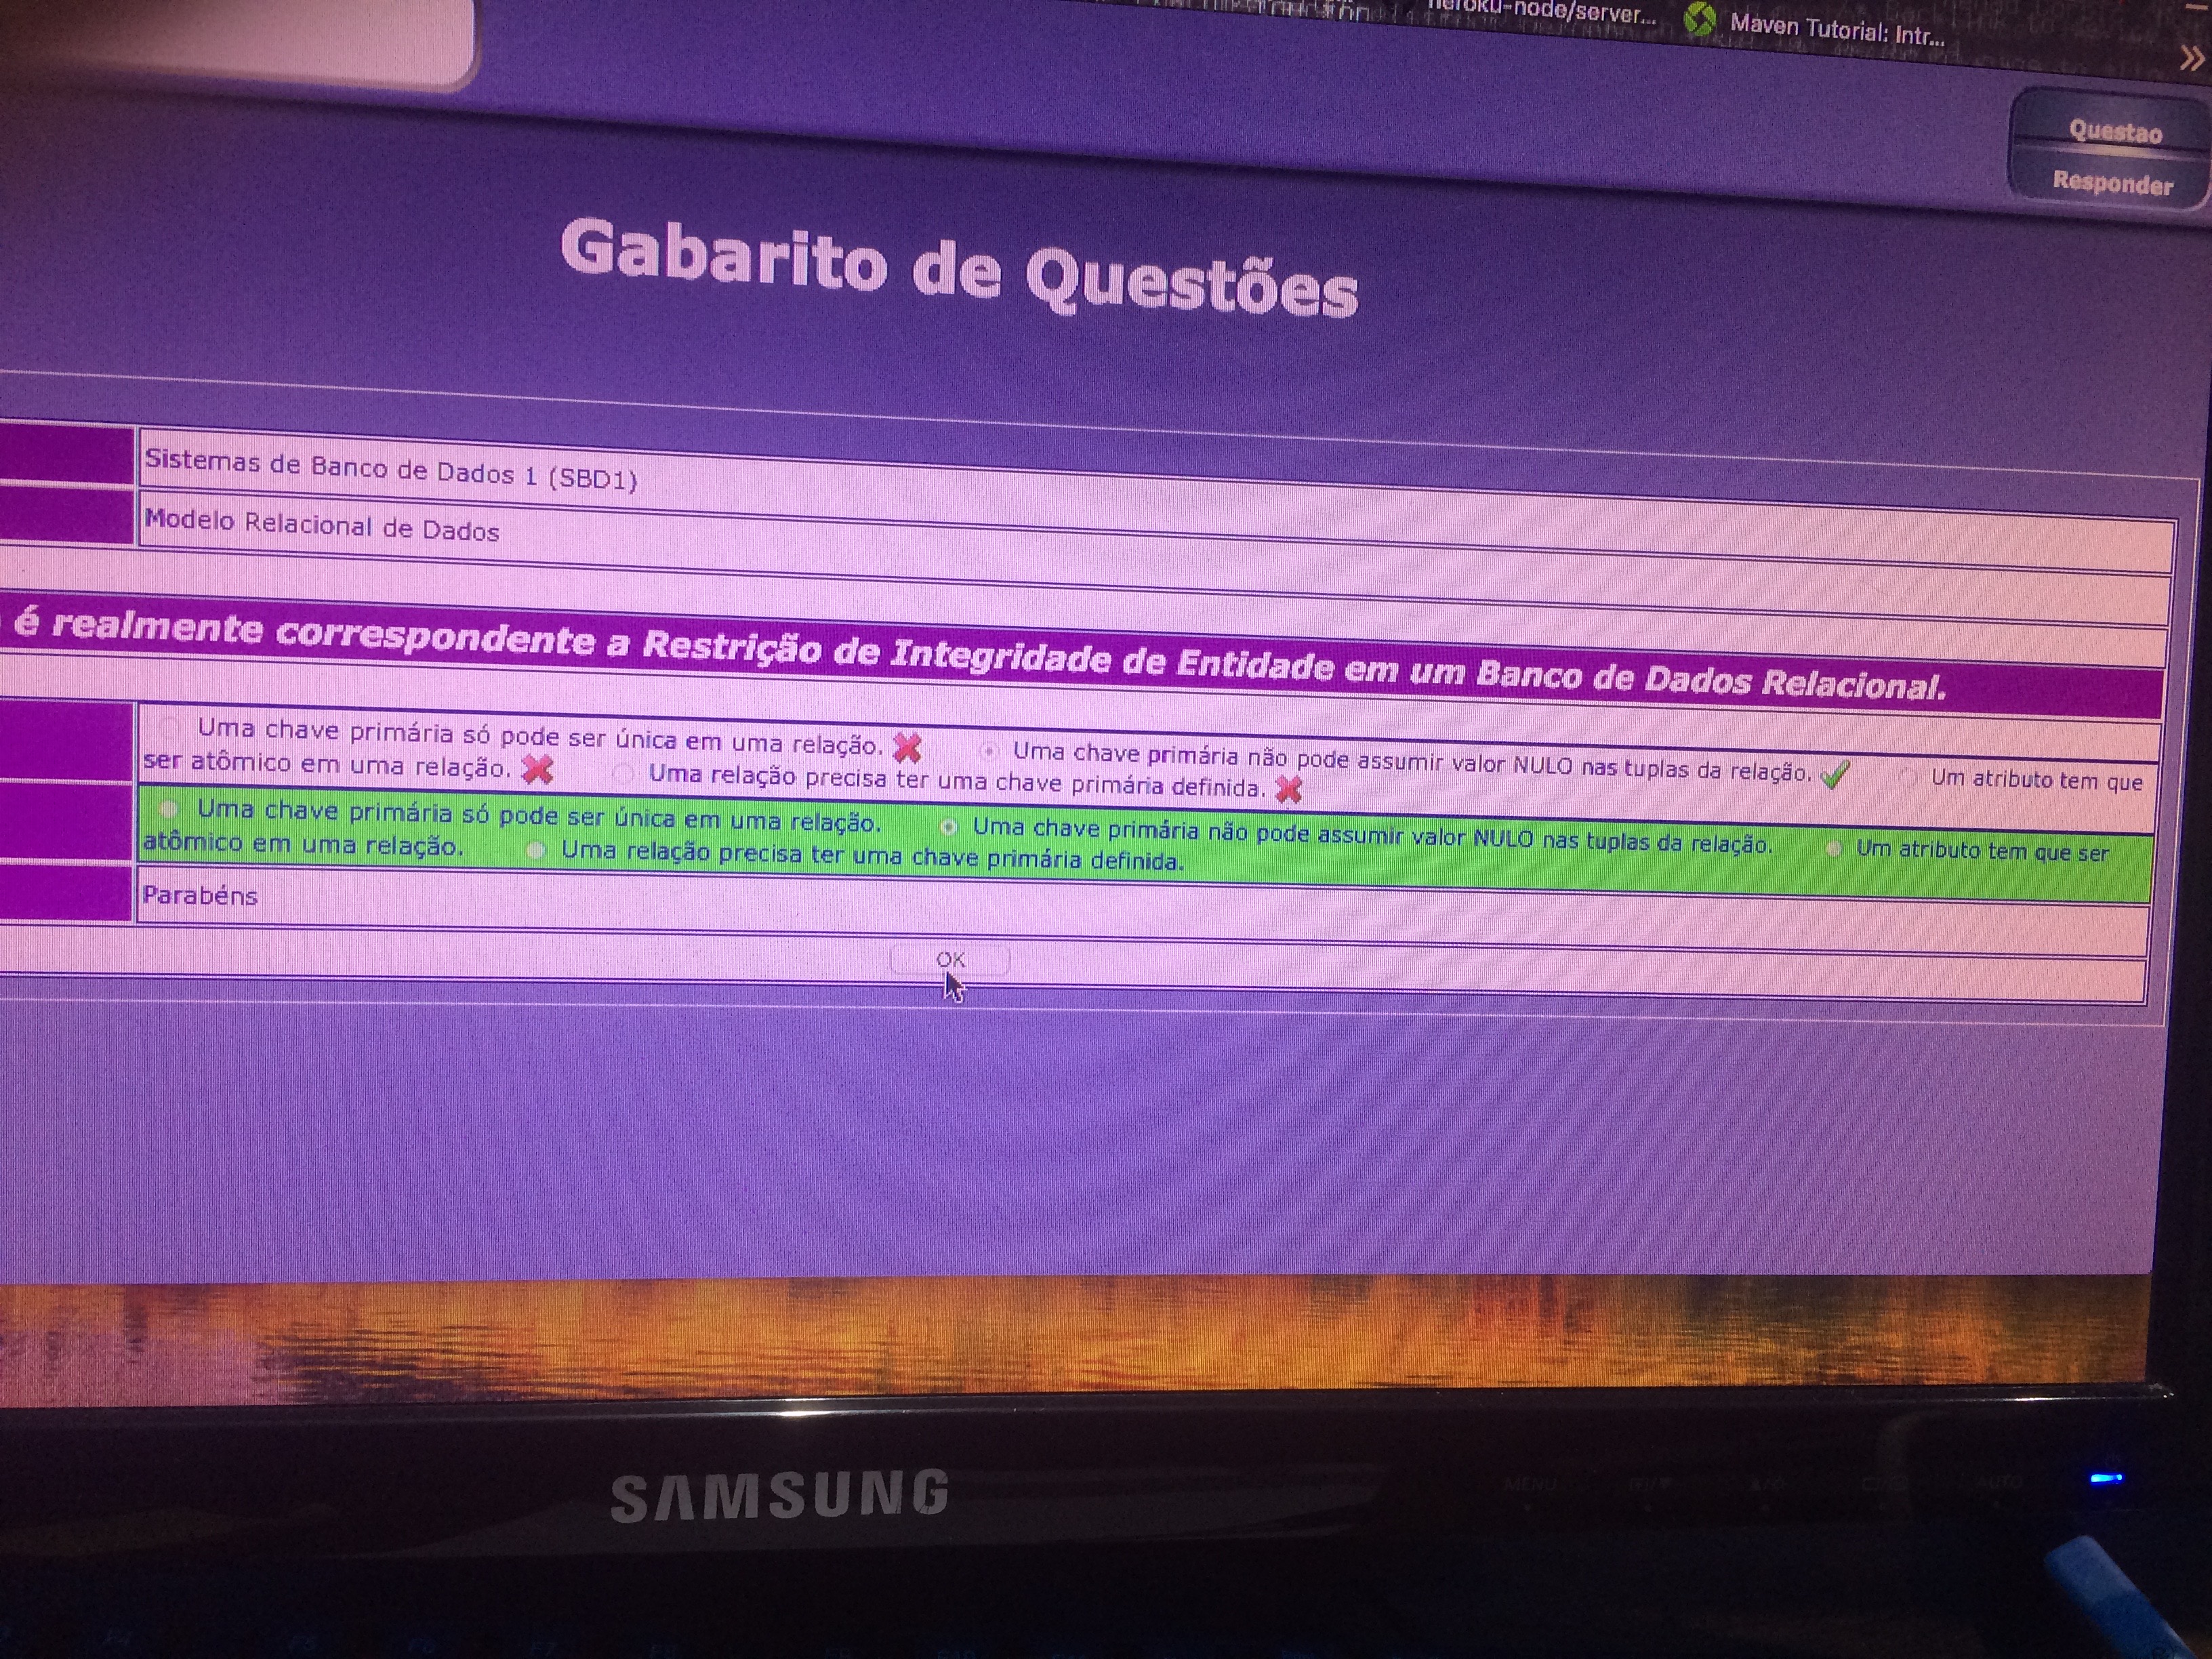 Maven Tutorial: Intr...
Questao
Responder
Gabarito de Questões
Sistemas de Banco de Dados 1 (SBD1)
Modelo Relacional de Dados
é realmente correspondente a Restrição de Integridade de Entidade em um Banco de Dados Relacional.
Uma chave primária só pode ser única em uma relação. Uma chave primária não pode assumir valor NULO nas tuplas da relação. Um atributo tem que
ser atômico em uma relação. Uma relação precisa ter uma chave primária definida.
Uma chave primária só pode ser única em uma relação. Uma chave primária não pode assumir valor NULO nas tuplas da relação. Um atributo tem que ser
atômico em uma relação. Uma relação precisa ter uma chave primária definida.
Parabéns
OK
SAMSUNG
MENU
AUTO